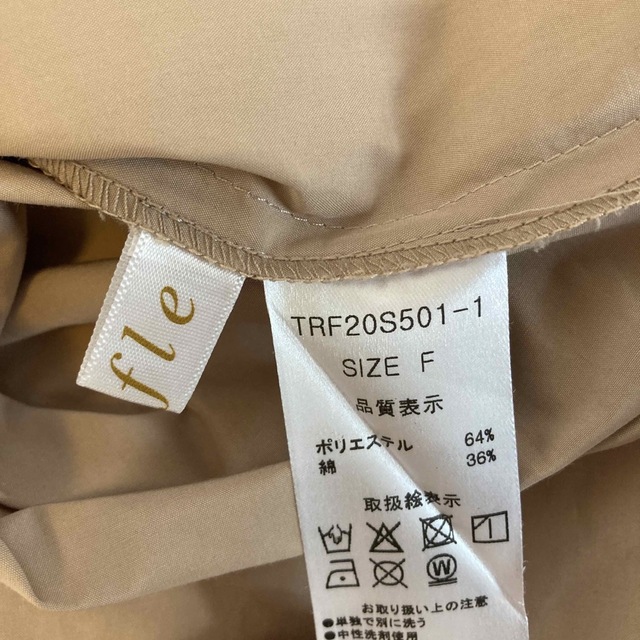 fle
TRF20S501-1
SIZE F
品質表示
ポリエステル 64%
綿 36%
取扱絵表示
W
お取り扱い上の注意
●単独で別に洗う
●中性洗剤使用